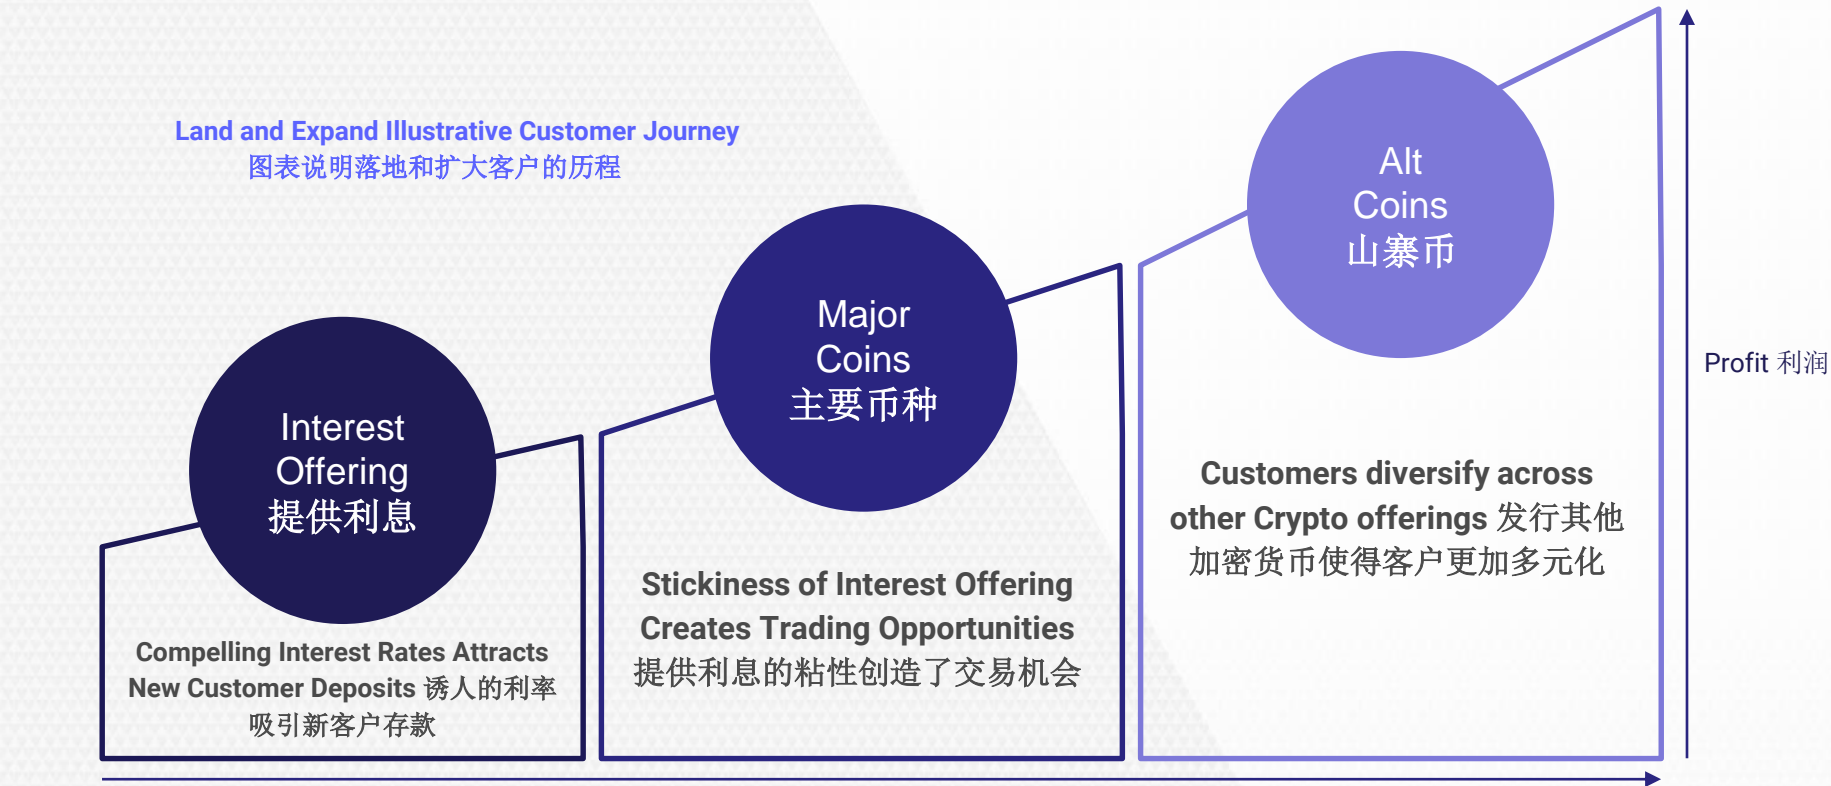 Land and Expand Illustrative Customer Journey
图表说明落地和扩大客户的历程
Interest
Offering
提供利息
Compelling Interest Rates Attracts
New Customer Deposits 诱人的利率
吸引新客户存款
Major
Coins
主要币种
Stickiness of Interest Offering
Creates Trading Opportunities
提供利息的粘性创造了交易机会
Alt
Coins
山寨币
Customers diversify across
other Crypto offerings 发行其他
加密货币使得客户更加多元化
Profit 利润